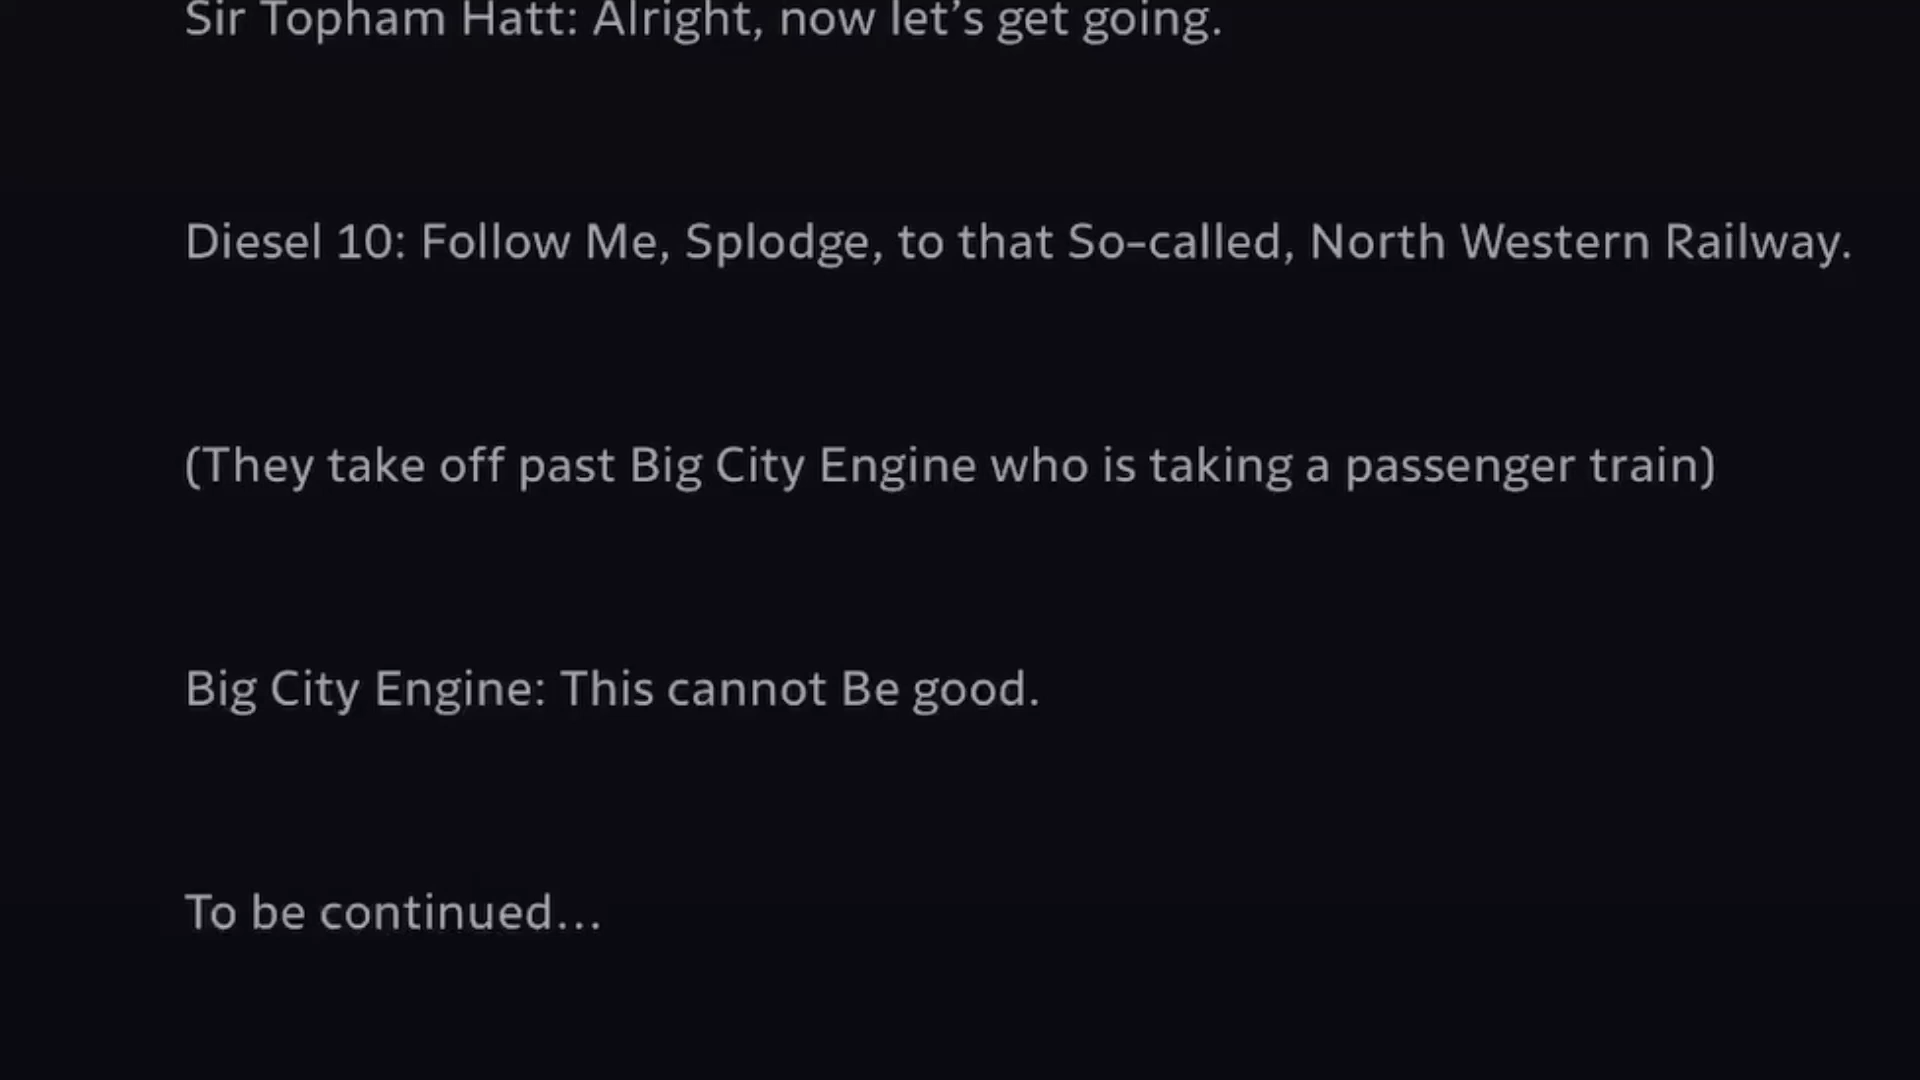 Sir Topham Hatt: Alright, now let’s get going.
Diesel 10: Follow Me, Splodge, to that So-called, North Western Railway.
(They take off past Big City Engine who is taking a passenger train)
Big City Engine: This cannot Be good.
To be continued...